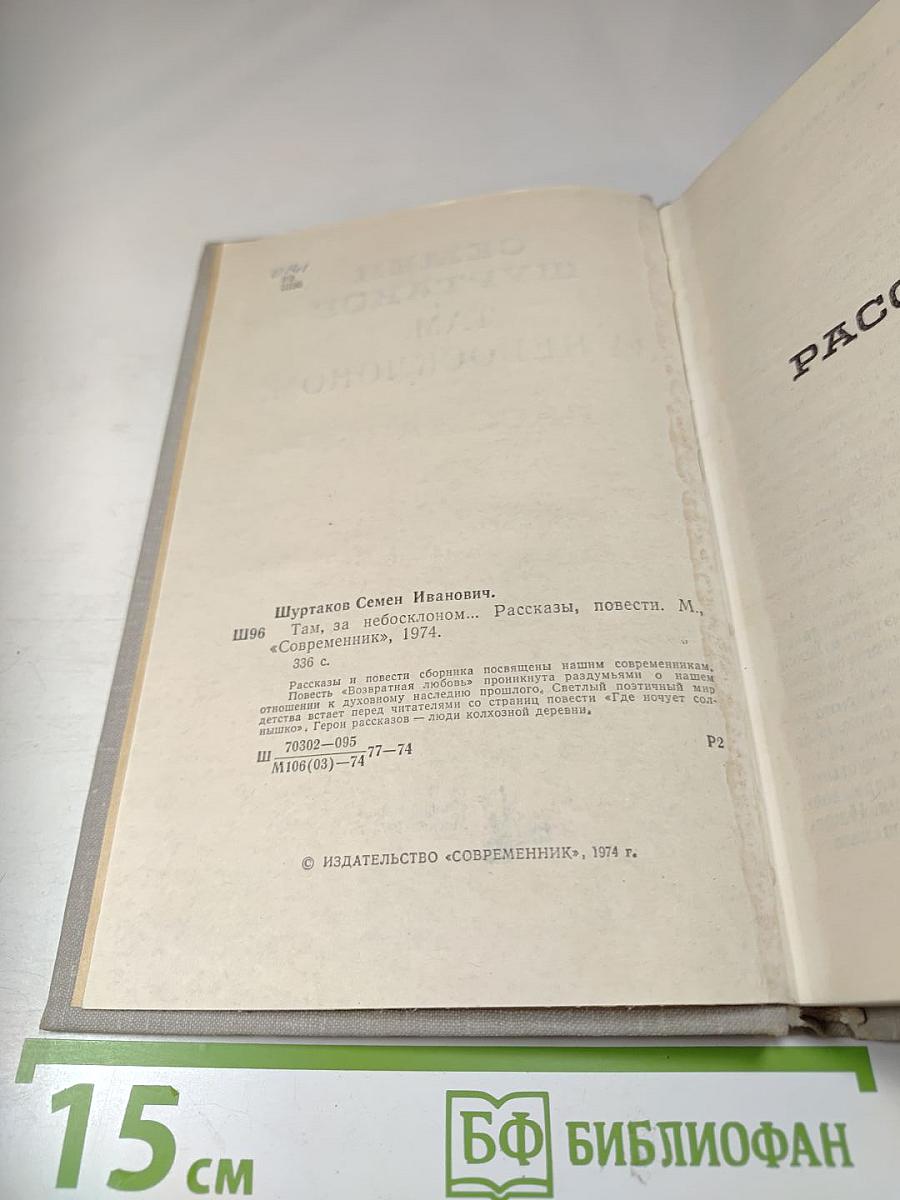 Шуртаков Семен Иванович.
Ш96 Там, за небосклоном... Рассказы, повести. М.,
«Современник», 1974.
336 с.
Рассказы и повести сборника посвящены нашим современникам.
Повесть «Возвратная любовь» проникнута раздумьями о нашем
отношении к духовному наследию прошлого. Светлый поэтичный мир
детства встает перед читателями со страниц повести «Где ночует сол-
нышко». Герои рассказов — люди колхозной деревни.
Ш 70302—095
М106(03)—74 77—74 Р2
© ИЗДАТЕЛЬСТВО «СОВРЕМЕННИК», 1974 г.
РАСС
15 см
БФ БИБЛИОФАН